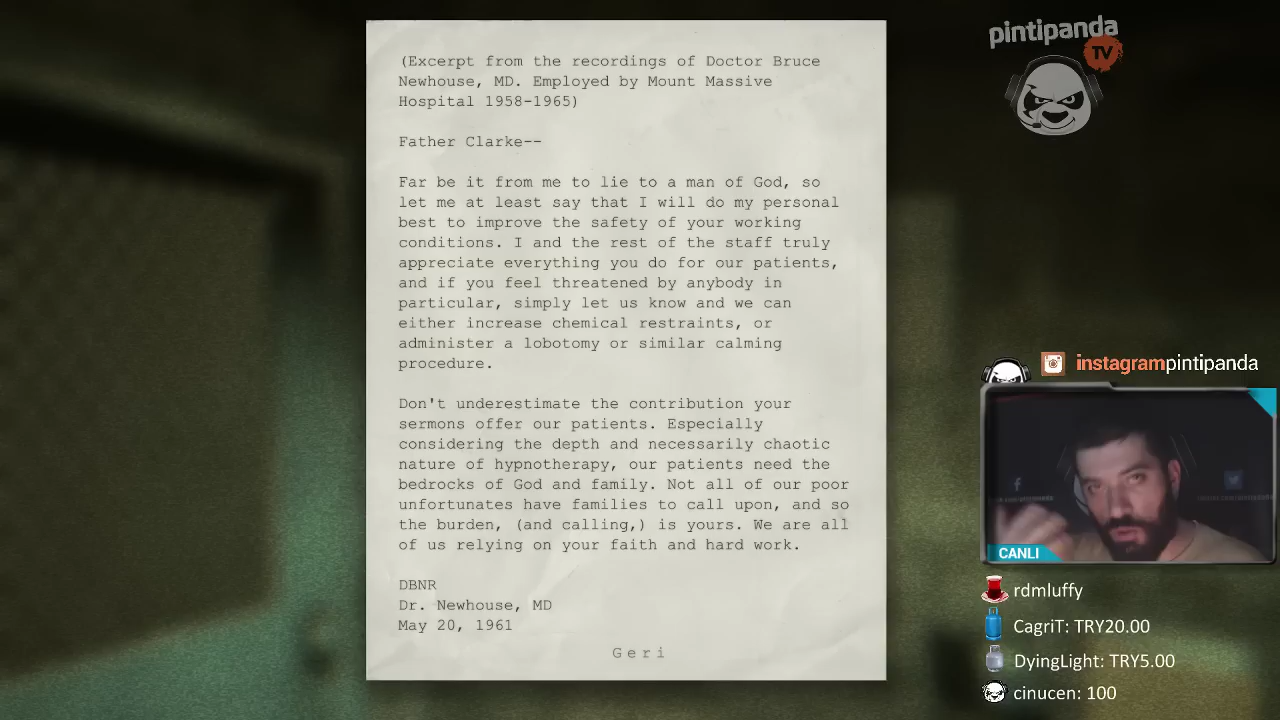 (Excerpt from the recordings of Doctor Bruce
Newhouse, MD. Employed by Mount Massive
Hospital 1958-1965)
Father Clarke--
Far be it from me to lie to a man of God, so
let me at least say that I will do my personal
best to improve the safety of your working
conditions. I and the rest of the staff truly
appreciate everything you do for our patients,
and if you feel threatened by anybody in
particular, simply let us know and we can
either increase chemical restraints, or
administer a lobotomy or similar calming
procedure.
Don't underestimate the contribution your
sermons offer our patients. Especially
considering the depth and necessarily chaotic
nature of hypnotherapy, our patients need the
bedrocks of God and family. Not all of our poor
unfortunates have families to call upon, and so
the burden, (and calling,) is yours. We are all
of us relying on your faith and hard work.
DBNR
Dr. Newhouse, MD
May 20, 1961
Geri
pintipanda
TV
instagrampintipanda
CANLI
rdmluffy
CagriT: TRY20.00
DyingLight: TRY5.00
cinucen: 100